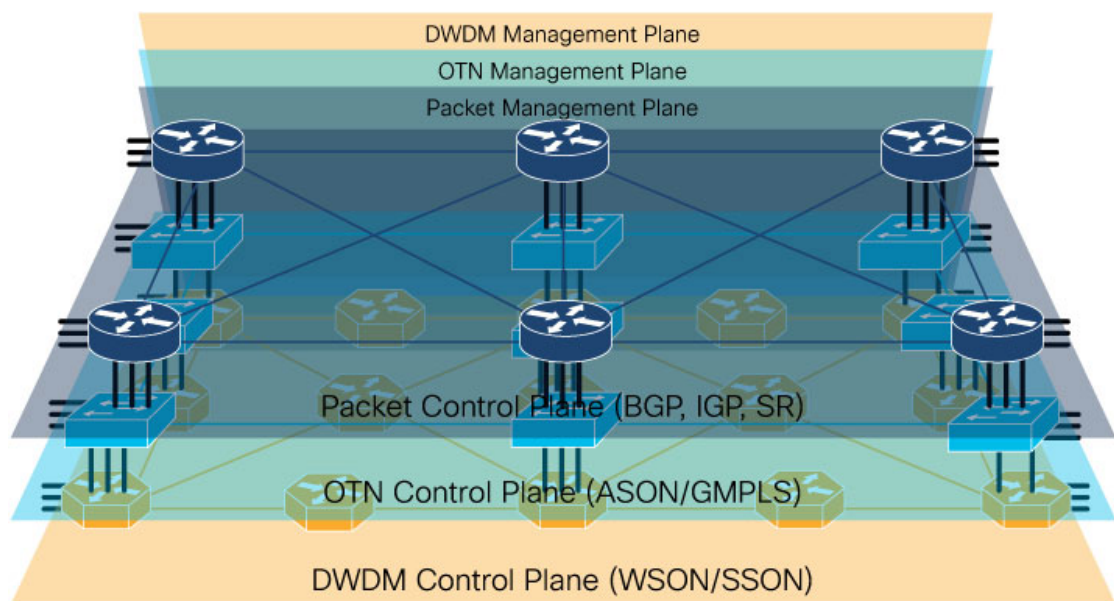 DWDM Management Plane
OTN Management Plane
Packet Management Plane
Packet Control Plane (BGP, IGP, SR)
OTN Control Plane (ASON/GMPLS)
DWDM Control Plane (WSON/SSON)